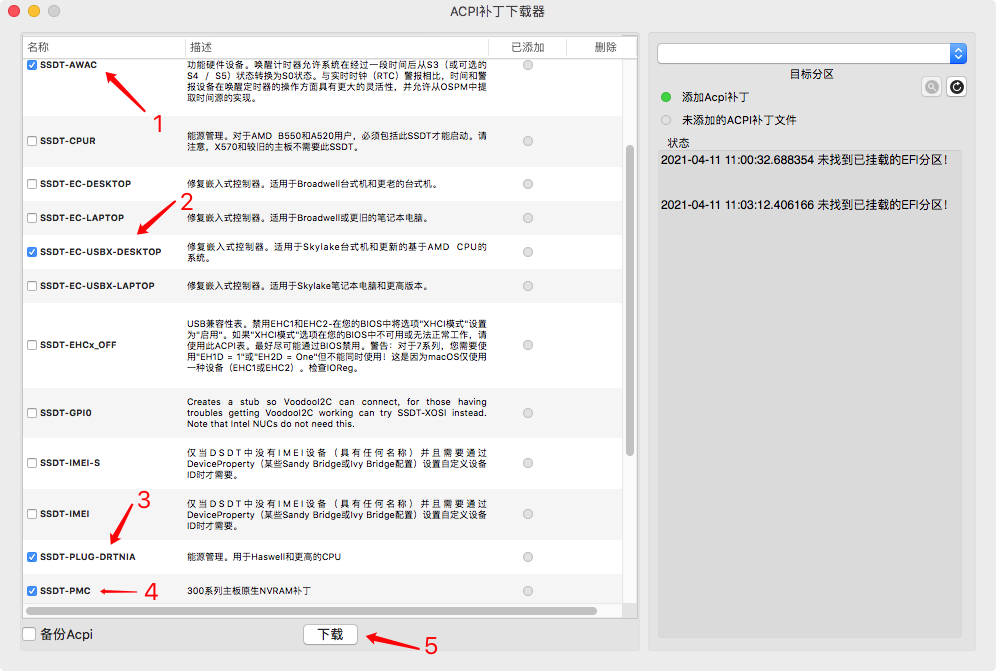 ACPI补丁下载器
名称 描述 已添加 删除
SSDT-AWAC
功能硬件设备。唤醒计时器允许系统在经过一段时间后从S3（或可选的
S4 / S5）状态转换为S0状态。与实时时钟（RTC）警报相比，时间和警
报设备在唤醒定时器的操作方面具有更大的灵活性，并允许从OSPM中提
取时间源的实现。
1
SSDT-CPUR
能源管理。对于AMD B550和A520用户，必须包括此SSDT才能启动。请
注意，X570和较旧的主板不需要此SSDT。
SSDT-EC-DESKTOP
修复嵌入式控制器。适用于Broadwell台式机和更老的台式机。
2
SSDT-EC-LAPTOP
修复嵌入式控制器。适用于Broadwell或更旧的笔记本电脑。
SSDT-EC-USBX-DESKTOP
修复嵌入式控制器。适用于Skylake台式机和更新的基于AMD CPU的
系统。
SSDT-EC-USBX-LAPTOP
修复嵌入式控制器。适用于Skylake笔记本电脑和更高版本。
SSDT-EHCx_OFF
USB兼容性表。禁用EHC1和EHC2-在您的BIOS中将选项"XHCI模式"设置
为"启用"。如果"XHCI模式"选项在您的BIOS中不可用或无法正常工作，请
使用此ACPI表。最好尽可能通过BIOS禁用。警告：对于7系列，您需要使
用"EH1D = 1"或"EH2D = One"但不能同时使用！这是因为macOS仅使用
一种设备（EHC1或EHC2）。检查IOReg。
SSDT-GPI0
Creates a stub so VoodooI2C can connect, for those having
troubles getting VoodooI2C working can try SSDT-XOSI instead.
Note that Intel NUCs do not need this.
SSDT-IMEI-S
仅当DSDT中没有IMEI设备（具有任何名称）并且需要通过
DeviceProperty（某些Sandy Bridge或Ivy Bridge配置）设置自定义设备
ID时才需要。
SSDT-IMEI
仅当DSDT中没有IMEI设备（具有任何名称）并且需要通过
DeviceProperty（某些Sandy Bridge或Ivy Bridge配置）设置自定义设备
ID时才需要。
3
SSDT-PLUG-DRTNIA
能源管理。用于Haswell和更高的CPU
SSDT-PMC 4
300系列主板原生NVRAM补丁
备份Acpi
下载
5
目标分区
添加Acpi补丁
未添加的ACPI补丁文件
状态
2021-04-11 11:00:32.688354 未找到已挂载的EFI分区！
2021-04-11 11:03:12.406166 未找到已挂载的EFI分区！